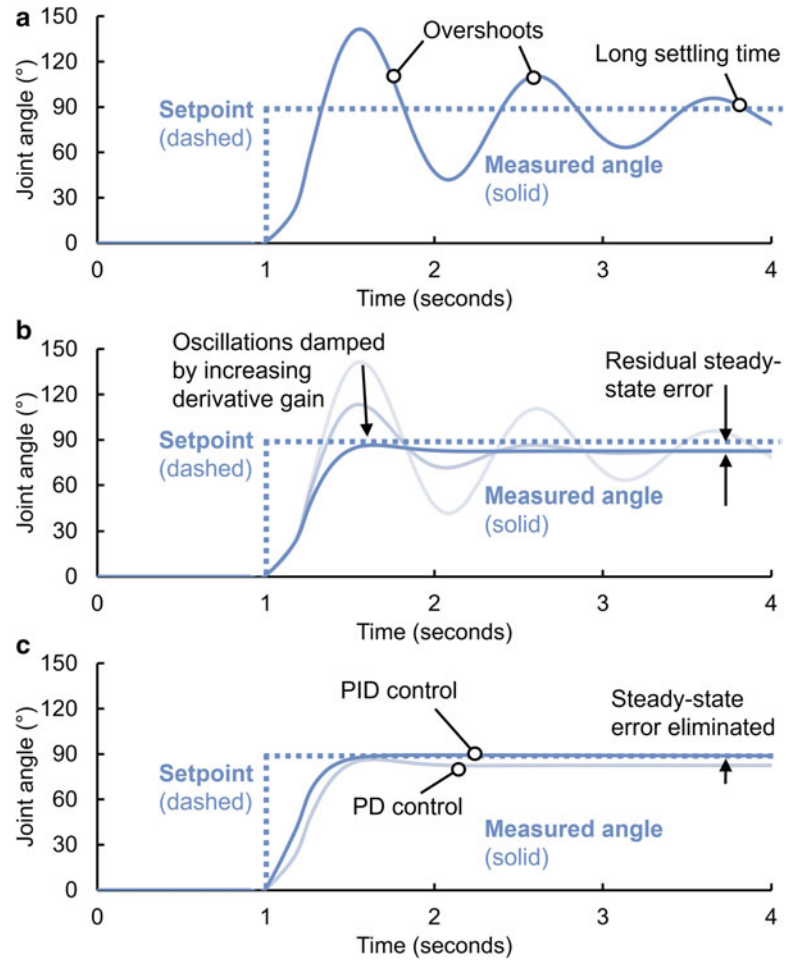 a
150
120
90
60
30
0
Joint angle (°)
Overshoots
Long settling time
Setpoint
(dashed)
Measured angle
(solid)
0
1
2
3
4
Time (seconds)
b
150
120
90
60
30
0
Joint angle (°)
Oscillations damped
by increasing
derivative gain
Residual steady-
state error
Setpoint
(dashed)
Measured angle
(solid)
0
1
2
3
4
Time (seconds)
c
150
120
90
60
30
0
Joint angle (°)
PID control
Steady-state
error eliminated
Setpoint
(dashed)
PD control
Measured angle
(solid)
0
1
2
3
4
Time (seconds)